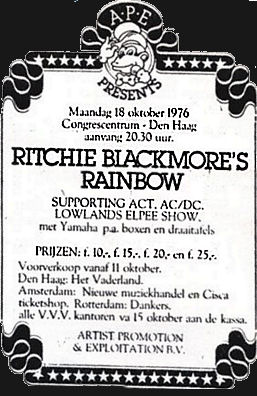 A·P·E
PRESENTS
Maandag 18 oktober 1976
Congrescentrum - Den Haag
aanvang 20.30 uur.
RITCHIE BLACKMORE'S
RAINBOW
SUPPORTING ACT, AC/DC.
LOWLANDS ELPEE SHOW,
met Yamaha p.a. boxen en draaitafels
PRIJZEN: f. 10,-, f. 15,-, f. 20,- en f. 25,-.
Voorverkoop vanaf 11 oktober.
Den Haag: Het Vaderland.
Amsterdam: Nieuwe muziekhandel en Cisca
ticketshop. Rotterdam: Dankers,
alle V.V.V. kantoren va 15 oktober aan de kassa.
ARTIST PROMOTION
& EXPLOITATION B.V.